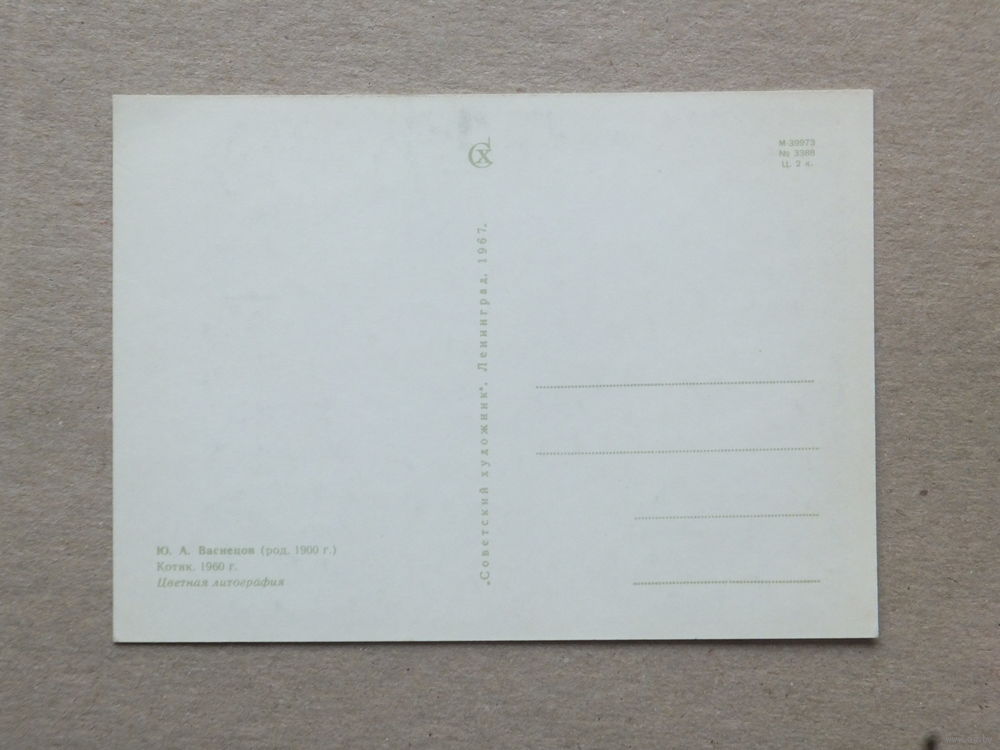 Ю. А. Васнецов (род. 1900 г.)
Котик. 1960 г.
Цветная литография
„Советский художник“. Ленинград. 1967.
СХ
М-39973
№ 3388
Ц. 2 к.